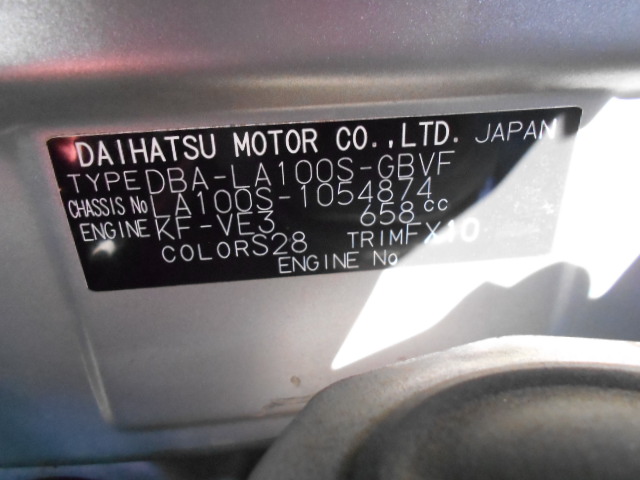 DAIHATSU MOTOR CO.,LTD. JAPAN
TYPE DBA-LA100S-GBVF
CHASSIS No LA100S-1054874
ENGINE KF-VE3 658cc
COLOR S28 TRIM FX10
ENGINE No